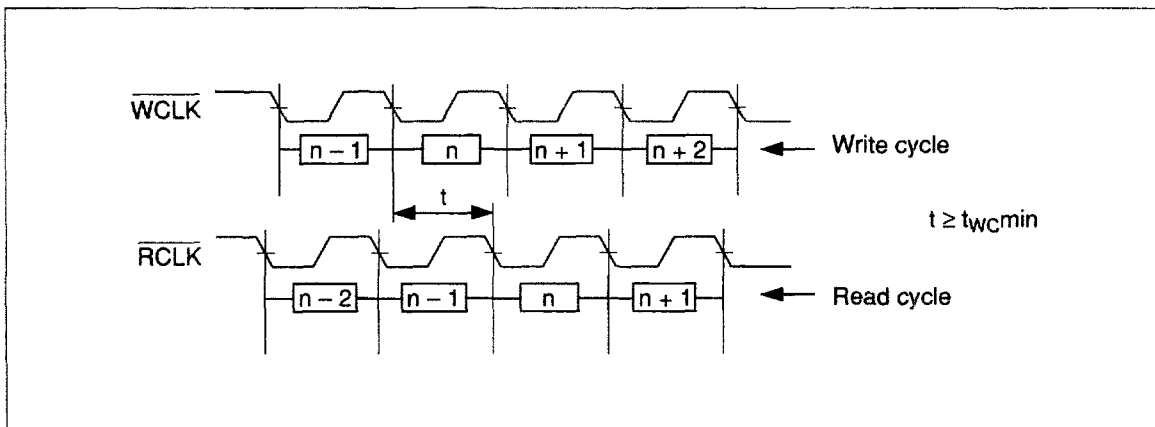 WCLK
n – 1 n n + 1 n + 2 Write cycle
t
t ≥ tWCmin
RCLK
n – 2 n – 1 n n + 1 Read cycle